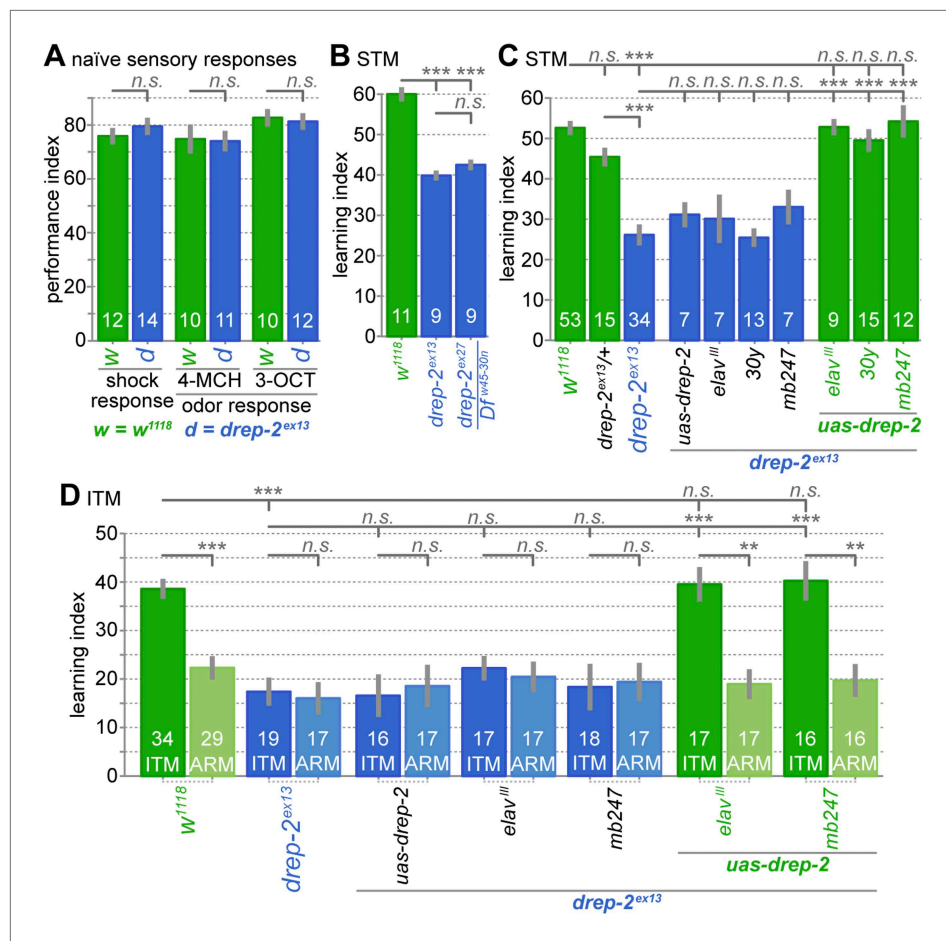 A naïve sensory responses
n.s. n.s. n.s.
performance index
80
60
40
20
0
12 14 10 11 10 12
w d w d w d
shock response
4-MCH 3-OCT
odor response
w = w1118 d = drep-2ex13
B STM
*** ***
n.s.
learning index
60
50
40
30
20
10
0
11 9 9
w1118
drep-2ex13
drep-2ex27
Dfw45-30n
C STM
n.s. *** n.s. n.s. n.s.
n.s. n.s. n.s. n.s. *** *** ***
***
learning index
60
50
40
30
20
10
0
53 15 34 7 7 13 7 9 15 12
w1118
drep-2ex13/+
drep-2ex13
uas-drep-2
elavIII
30y
mb247
elavIII
30y
mb247
uas-drep-2
drep-2ex13
D ITM
*** n.s. n.s.
n.s. n.s. n.s. *** ***
*** n.s. n.s. n.s. n.s. ** **
learning index
50
40
30
20
10
0
34 29 19 17 16 17 17 17 18 17 17 17 16 16
ITM ARM ITM ARM ITM ARM ITM ARM ITM ARM ITM ARM ITM ARM
w1118
drep-2ex13
uas-drep-2
elavIII
mb247
elavIII
mb247
uas-drep-2
drep-2ex13